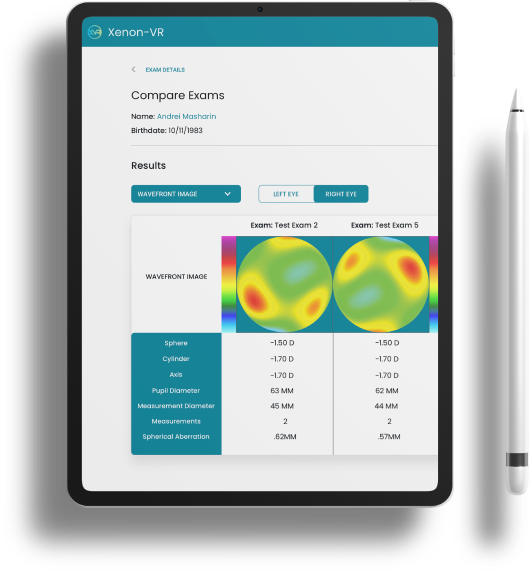 Xenon-VR
EXAM DETAILS
Compare Exams
Name: Andrei Masharin
Birthdate: 10/11/1983
Results
WAVEFRONT IMAGE
LEFT EYE
RIGHT EYE
Exam: Test Exam 2
Exam: Test Exam 5
WAVEFRONT IMAGE
Sphere -1.50 D -1.50 D
Cylinder -1.70 D -1.70 D
Axis -1.70 D -1.70 D
Pupil Diameter 63 MM 62 MM
Measurement Diameter 45 MM 44 MM
Measurements 2 2
Spherical Aberration .62MM .57MM